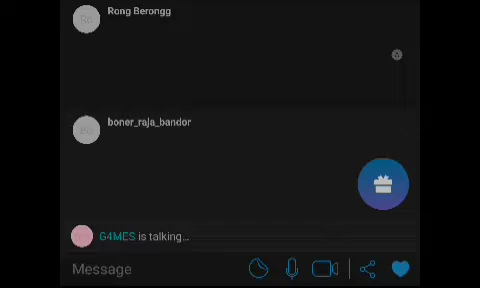 Rong Berongg
boner_raja_bandor
G4MES is talking...
Message